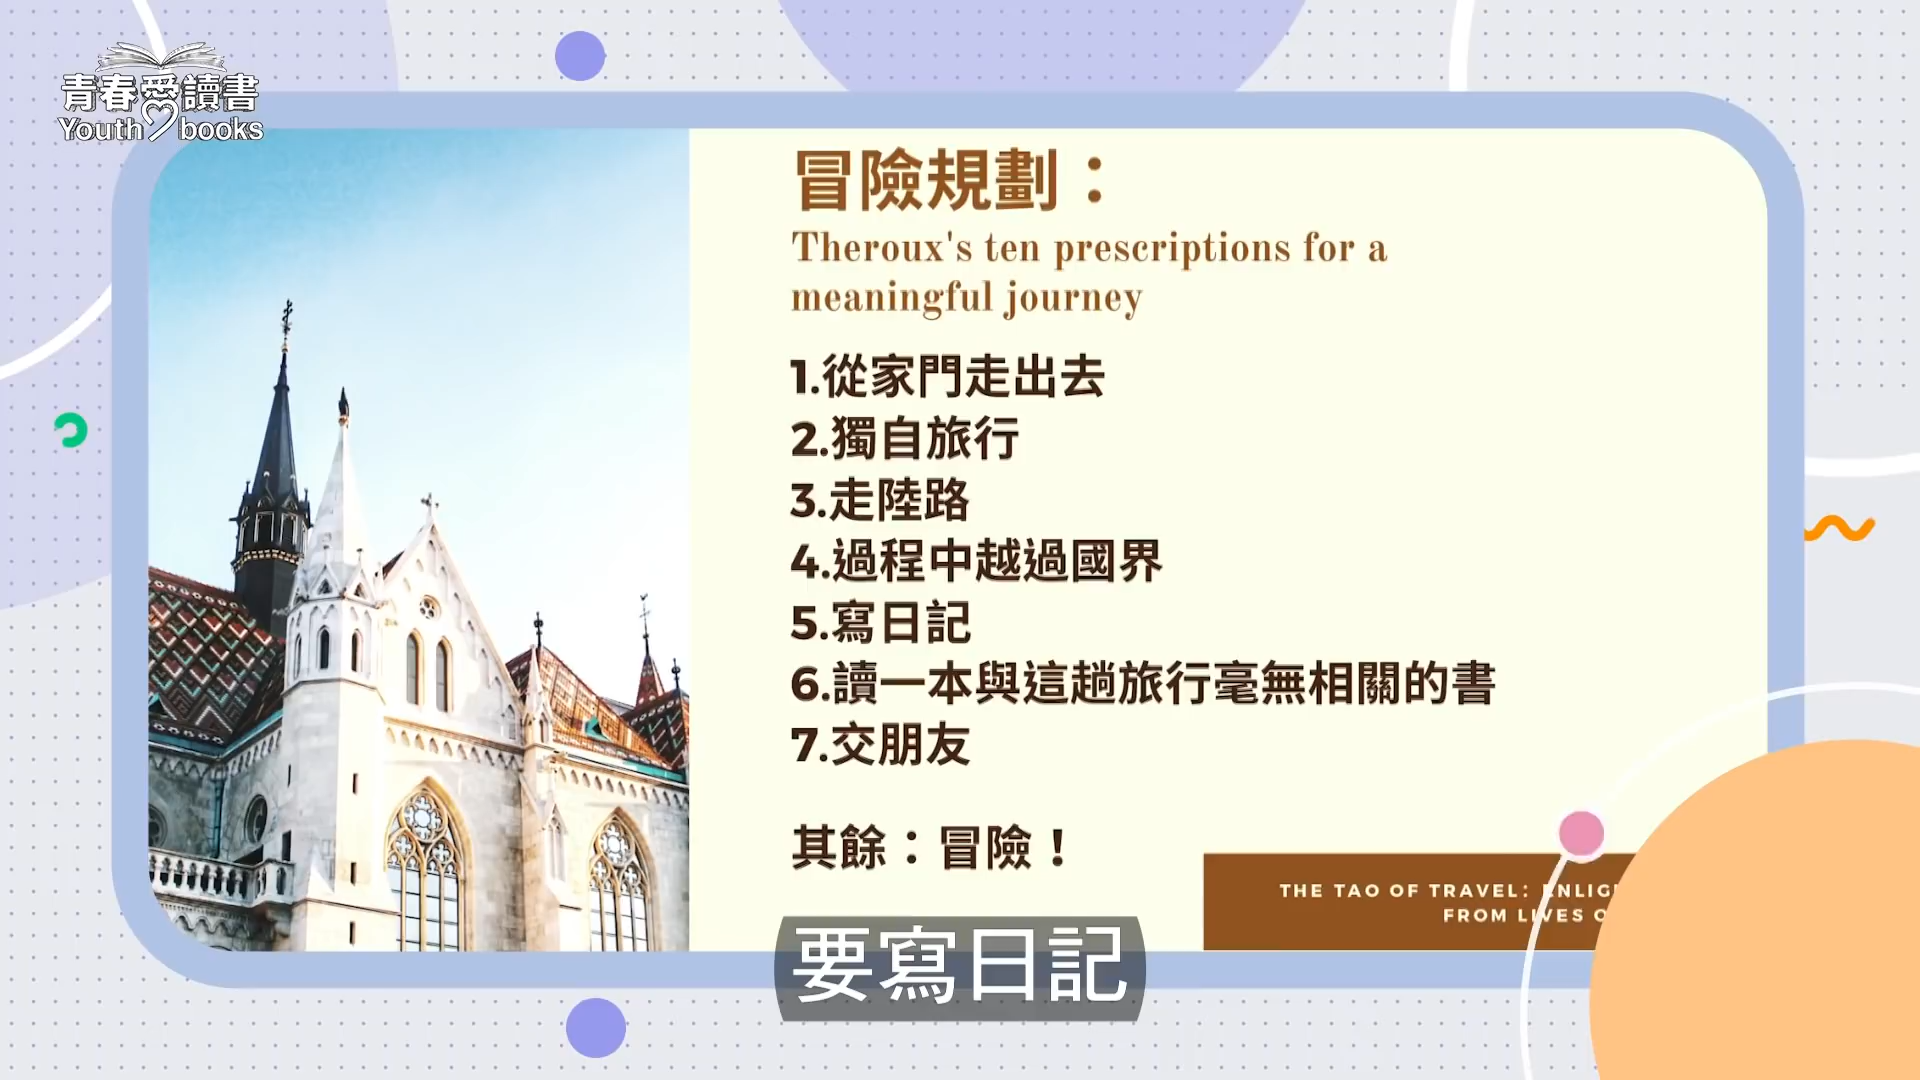 青春愛讀書
Youth books
冒險規劃：
Theroux's ten prescriptions for a
meaningful journey
1.從家門走出去
2.獨自旅行
3.走陸路
4.過程中越過國界
5.寫日記
6.讀一本與這趟旅行毫無相關的書
7.交朋友
其餘：冒險！
THE TAO OF TRAVEL:
FROM LIVES
要寫日記